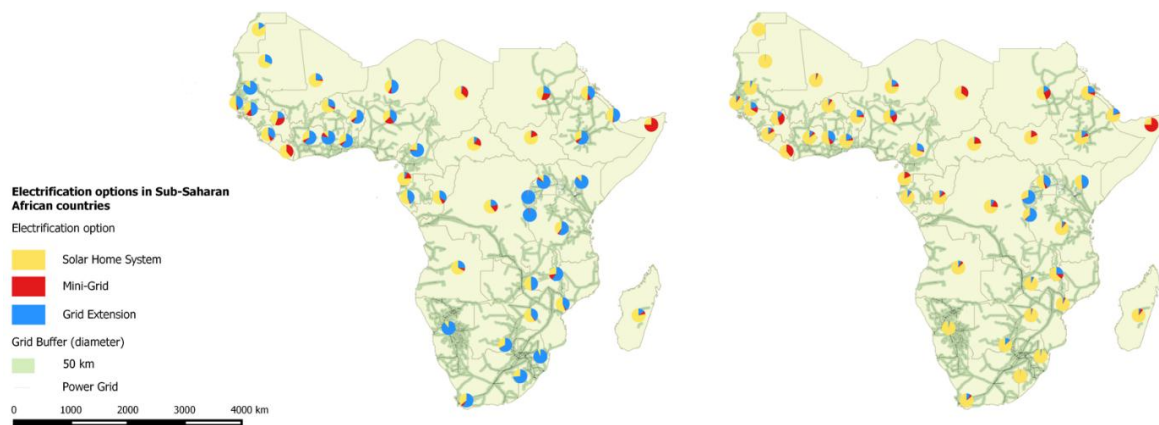 Electrification options in Sub-Saharan
African countries
Electrification option
Solar Home System
Mini-Grid
Grid Extension
Grid Buffer (diameter)
50 km
Power Grid
0 1000 2000 3000 4000 km